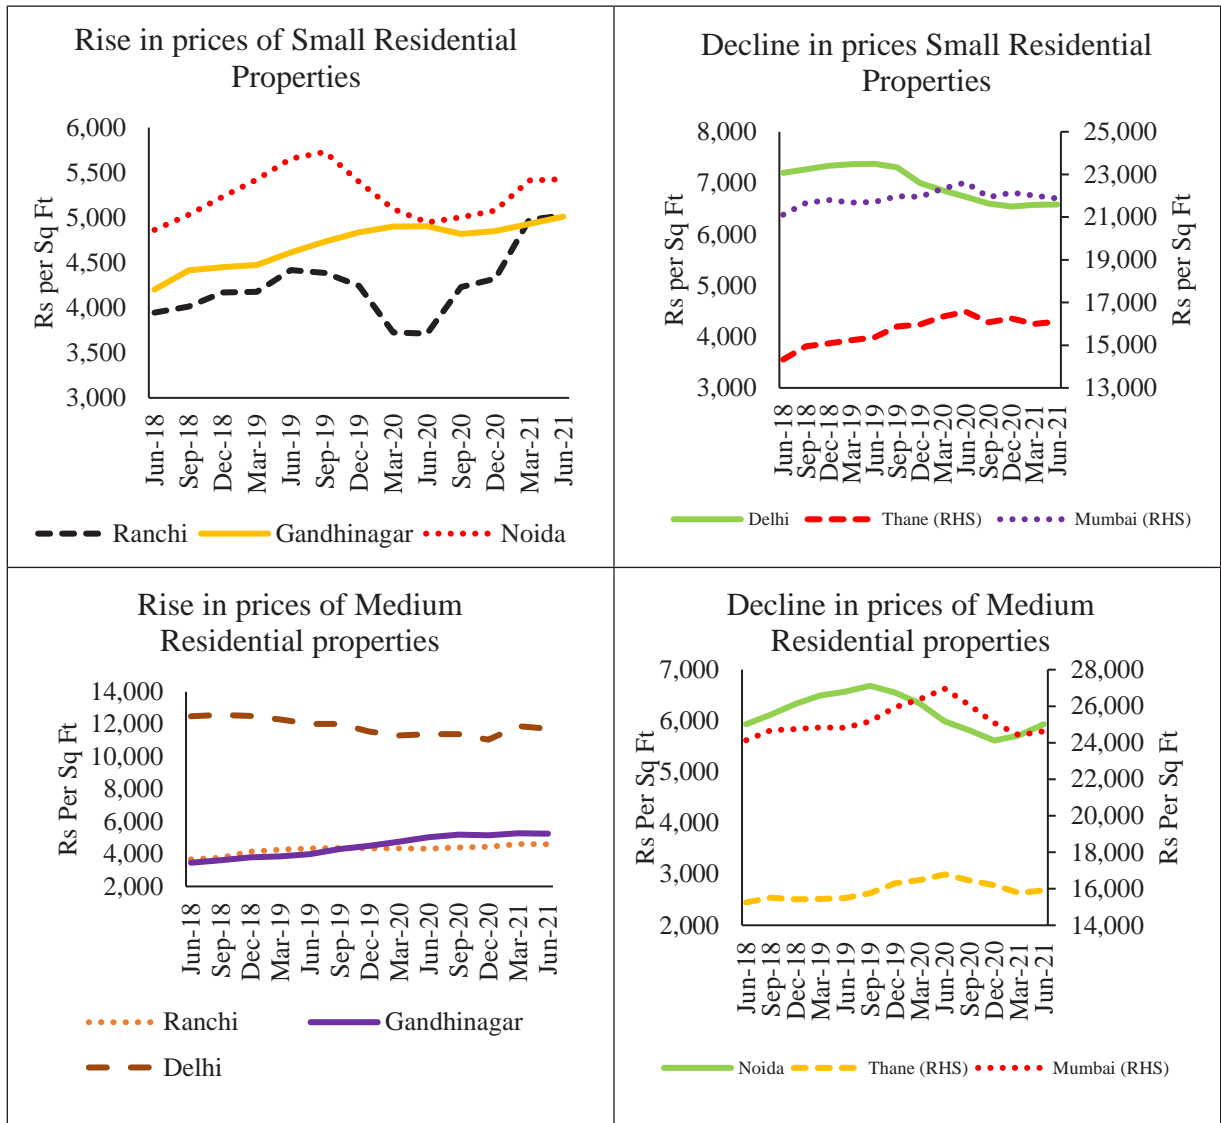 Rise in prices of Small Residential
Properties
Rs per Sq Ft
6,000
5,500
5,000
4,500
4,000
3,500
3,000
Jun-18
Sep-18
Dec-18
Mar-19
Jun-19
Sep-19
Dec-19
Mar-20
Jun-20
Sep-20
Dec-20
Mar-21
Jun-21
Ranchi
Gandhinagar
Noida
Decline in prices Small Residential
Properties
Rs per Sq Ft
8,000
7,000
6,000
5,000
4,000
3,000
25,000
23,000
21,000
19,000
17,000
15,000
13,000
Rs per Sq Ft
Jun-18
Sep-18
Dec-18
Mar-19
Jun-19
Sep-19
Dec-19
Mar-20
Jun-20
Sep-20
Dec-20
Mar-21
Jun-21
Delhi
Thane (RHS)
Mumbai (RHS)
Rise in prices of Medium
Residential properties
Rs Per Sq Ft
14,000
12,000
10,000
8,000
6,000
4,000
2,000
Jun-18
Sep-18
Dec-18
Mar-19
Jun-19
Sep-19
Dec-19
Mar-20
Jun-20
Sep-20
Dec-20
Mar-21
Jun-21
Ranchi
Gandhinagar
Delhi
Decline in prices of Medium
Residential properties
Rs Per Sq Ft
7,000
6,000
5,000
4,000
3,000
2,000
28,000
26,000
24,000
22,000
20,000
18,000
16,000
14,000
Rs Per Sq Ft
Jun-18
Sep-18
Dec-18
Mar-19
Jun-19
Sep-19
Dec-19
Mar-20
Jun-20
Sep-20
Dec-20
Mar-21
Jun-21
Noida
Thane (RHS)
Mumbai (RHS)